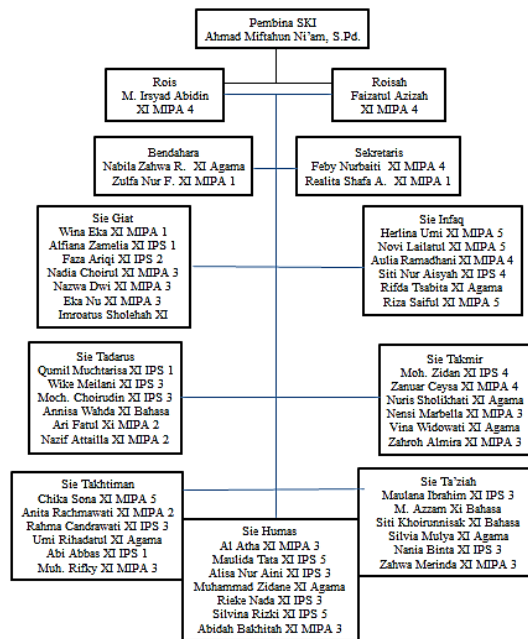 Pembina SKI
Ahmad Miftahun Ni'am, S.Pd.
Rois
M. Irsyad Abidin
XI MIPA 4
Roisah
Faizatul Azizah
XI MIPA 4
Bendahara
Nabila Zahwa R. XI Agama
Zulfa Nur F. XI MIPA 1
Sekretaris
Feby Nurbaiti XI MIPA 4
Realita Shafa A. XI MIPA 1
Sie Giat
Wina Eka XI MIPA 1
Alfiana Zamelia XI IPS 1
Faza Ariqi XI IPS 2
Nadia Choirul XI MIPA 3
Nazwa Dwi XI MIPA 3
Eka Nu XI MIPA 3
Imroatus Sholehah XI
Sie Infaq
Herlina Umi XI MIPA 5
Novi Lailatul XI MIPA 5
Aulia Ramadhani XI MIPA 4
Siti Nur Aisyah XI IPS 4
Rifda Tsabita XI Agama
Riza Saiful XI MIPA 5
Sie Tadarus
Qumil Muchtarisa XI IPS 1
Wike Meilani XI IPS 3
Moch. Choirudin XI IPS 3
Annisa Wahda XI Bahasa
Ari Fatul Xi MIPA 2
Nazif Attailla XI MIPA 2
Sie Takmir
Moh. Zidan XI IPS 4
Zanuar Ceysa XI MIPA 4
Nuris Sholikhati XI Agama
Nensi Marbella XI MIPA 3
Vina Widowati XI Agama
Zahroh Almira XI MIPA 3
Sie Takhtiman
Chika Sona XI MIPA 5
Anita Rachmawati XI MIPA 2
Rahma Candrawati XI IPS 3
Umi Rihadatul XI Agama
Abi Abbas XI IPS 1
Muh. Rifky XI MIPA 3
Sie Ta'ziah
Maulana Ibrahim XI IPS 3
M. Azzam Xi Bahasa
Siti Khoirunnisak XI Bahasa
Silvia Mulya XI Agama
Nania Binta XI IPS 3
Zahwa Merinda XI MIPA 3
Sie Humas
Al Atha XI MIPA 3
Maulida Tata XI IPS 5
Alisa Nur Aini XI IPS 3
Muhammad Zidane XI Agama
Rieke Nada XI IPS 3
Silvina Rizki XI IPS 5
Abidah Bakhitah XI MIPA 3